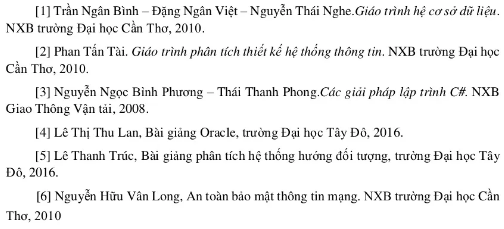 [1] Trần Ngân Bình – Đặng Ngân Việt – Nguyễn Thái Nghe.Giáo trình hệ cơ sở dữ liệu.
NXB trường Đại học Cần Thơ, 2010.
[2] Phan Tấn Tài. Giáo trình phân tích thiết kế hệ thống thông tin. NXB trường Đại học
Cần Thơ, 2010.
[3] Nguyễn Ngọc Bình Phương – Thái Thanh Phong.Các giải pháp lập trình C#. NXB
Giao Thông Vận tải, 2008.
[4] Lê Thị Thu Lan, Bài giảng Oracle, trường Đại học Tây Đô, 2016.
[5] Lê Thanh Trúc, Bài giảng phân tích hệ thống hướng đối tượng, trường Đại học Tây
Đô, 2016.
[6] Nguyễn Hữu Vân Long, An toàn bảo mật thông tin mạng. NXB trường Đại học Cần
Thơ, 2010